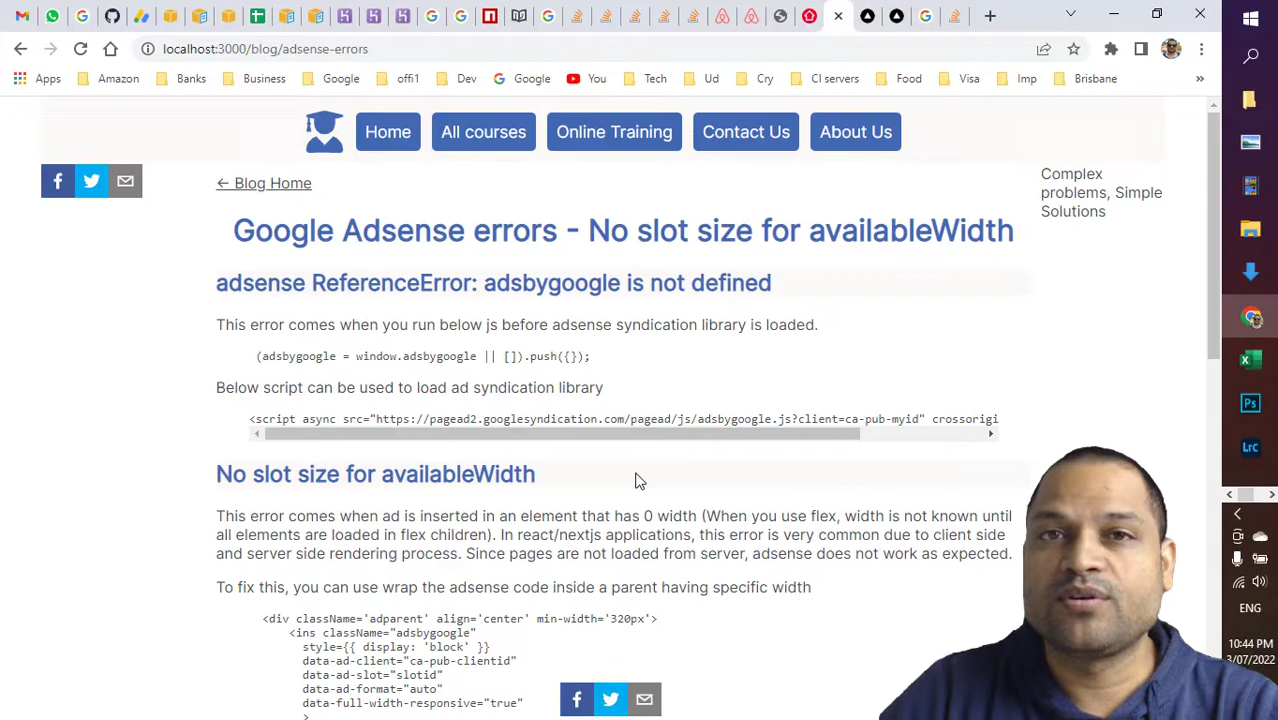 localhost:3000/blog/adsense-errors
Apps Amazon Banks Business Google offi1 Dev Google You Tech Ud Cry CI servers Food Visa Imp Brisbane »
Home All courses Online Training Contact Us About Us
← Blog Home
Complex
problems, Simple
Solutions
Google Adsense errors - No slot size for availableWidth
adsense ReferenceError: adsbygoogle is not defined
This error comes when you run below js before adsense syndication library is loaded.
(adsbygoogle = window.adsbygoogle || []).push({});
Below script can be used to load ad syndication library
<script async src="https://pagead2.googlesyndication.com/pagead/js/adsbygoogle.js?client=ca-pub-myid" crossorigi
No slot size for availableWidth
This error comes when ad is inserted in an element that has 0 width (When you use flex, width is not known until
all elements are loaded in flex children). In react/nextjs applications, this error is very common due to client side
and server side rendering process. Since pages are not loaded from server, adsense does not work as expected.
To fix this, you can use wrap the adsense code inside a parent having specific width
<div className='adparent' align='center' min-width='320px'>
<ins className="adsbygoogle"
style={{ display: 'block' }}
data-ad-client="ca-pub-clientid"
data-ad-slot="slotid"
data-ad-format="auto"
data-full-width-responsive="true"
>
Ps
Lrc
ENG
10:44 PM
3/07/2022